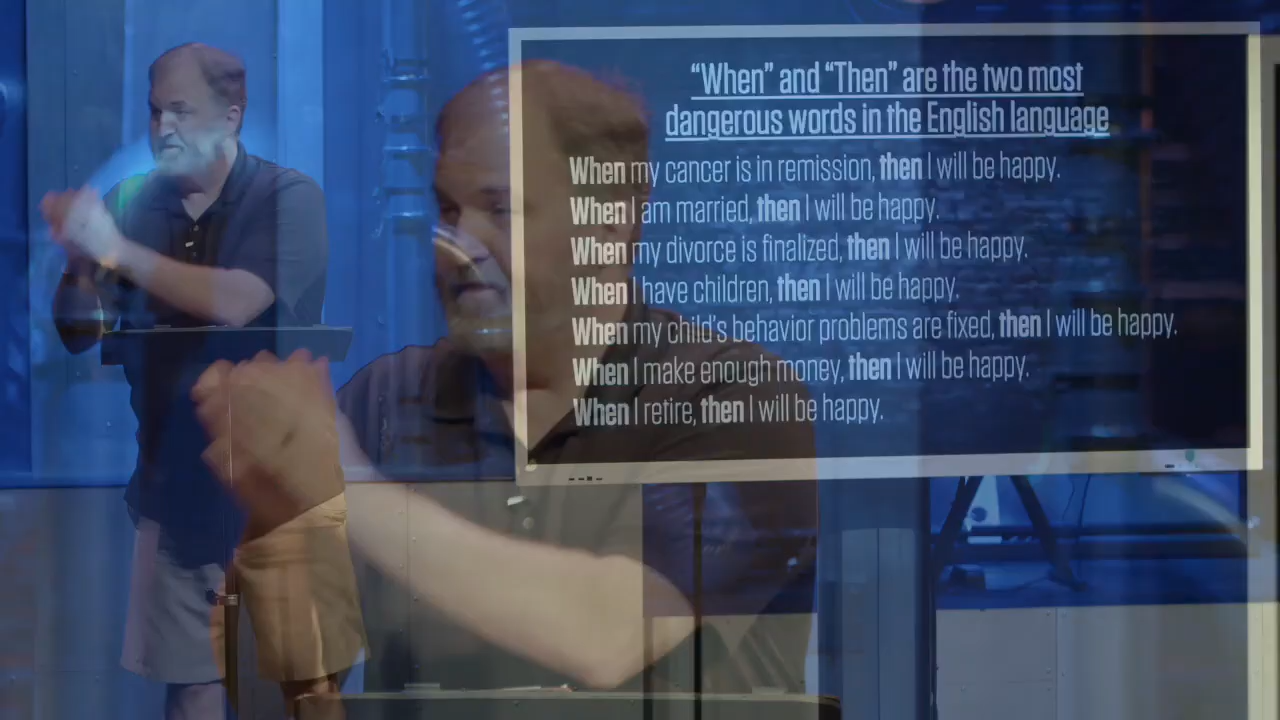 “When” and “Then” are the two most
dangerous words in the English language
When my cancer is in remission, then I will be happy.
When I am married, then I will be happy.
When my divorce is finalized, then I will be happy.
When I have children, then I will be happy.
When my child's behavior problems are fixed, then I will be happy.
When I make enough money, then I will be happy.
When I retire, then I will be happy.